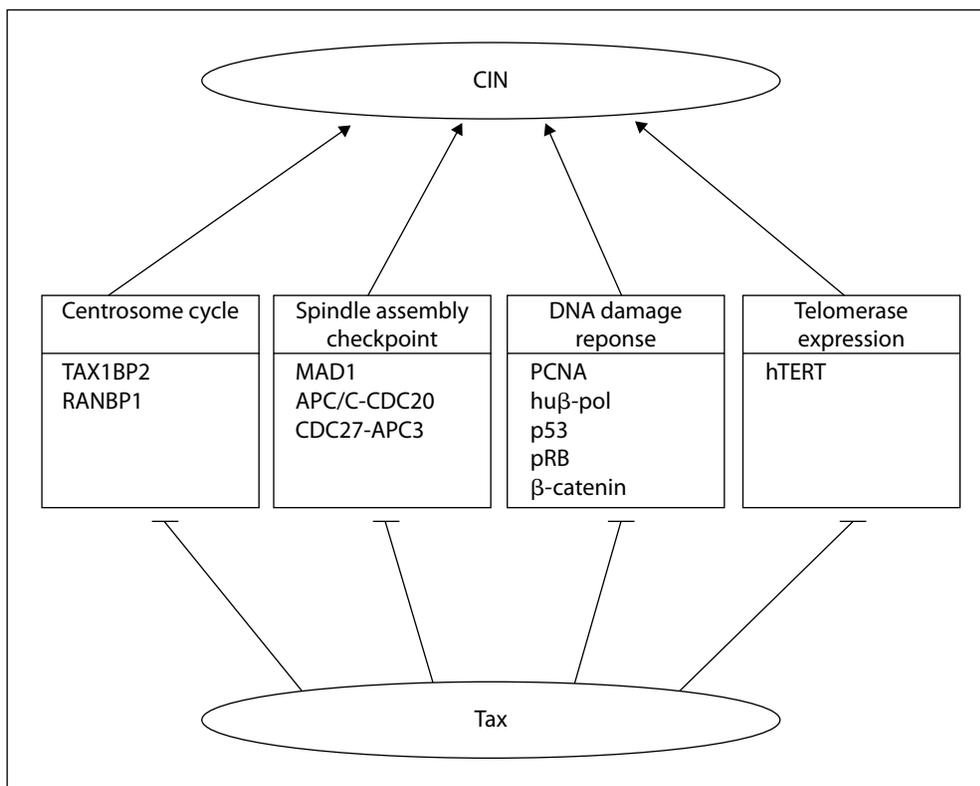 CIN
Centrosome cycle
TAX1BP2
RANBP1
Spindle assembly
checkpoint
MAD1
APC/C-CDC20
CDC27-APC3
DNA damage
reponse
PCNA
huβ-pol
p53
pRB
β-catenin
Telomerase
expression
hTERT
Tax